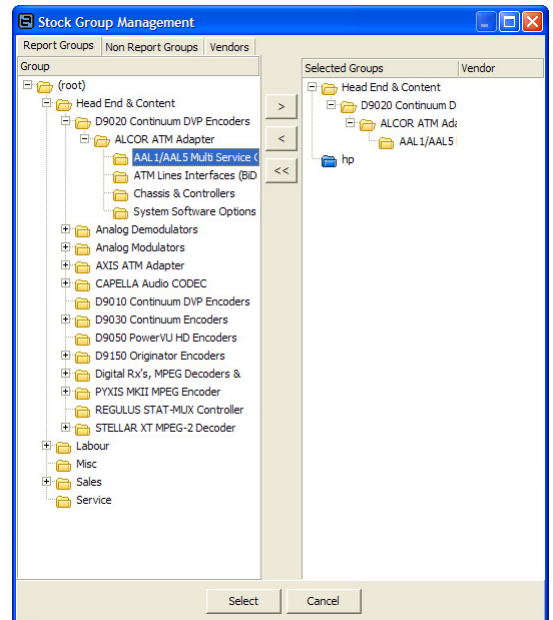 Stock Group Management
Report Groups Non Report Groups Vendors
Group
(root)
Head End & Content
D9020 Continuum DVP Encoders
ALCOR ATM Adapter
AAL1/AAL5 Multi Service C
ATM Lines Interfaces (BiD
Chassis & Controllers
System Software Options
Analog Demodulators
Analog Modulators
AXIS ATM Adapter
CAPELLA Audio CODEC
D9010 Continuum DVP Encoders
D9030 Continuum Encoders
D9050 PowerVU HD Encoders
D9150 Originator Encoders
Digital Rx's, MPEG Decoders &
PYXIS MKII MPEG Encoder
REGULUS STAT-MUX Controller
STELLAR XT MPEG-2 Decoder
Labour
Misc
Sales
Service
>
<
<<
Selected Groups Vendor
Head End & Content
D9020 Continuum D
ALCOR ATM Ada
AAL1/AAL5
hp
Select Cancel